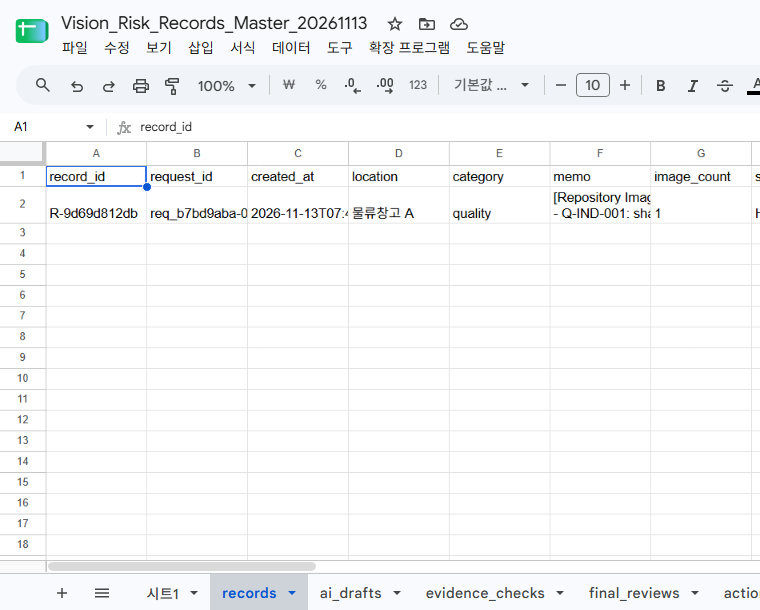 Vision_Risk_Records_Master_20261113
파일 수정 보기 삽입 서식 데이터 도구 확장 프로그램 도움말
100% ₩ % .0 .00 123 기본값 ... 10 B I A
A1 fx record_id
A B C D E F G
1 record_id request_id created_at location category memo image_count s
[Repository Imag
2 R-9d69d812db req_b7bd9aba-0 2026-11-13T07:4 물류창고 A quality - Q-IND-001: sha 1
3
4
5
6
7
8
9
10
11
12
13
14
15
16
17
18
시트1 records ai_drafts evidence_checks final_reviews action